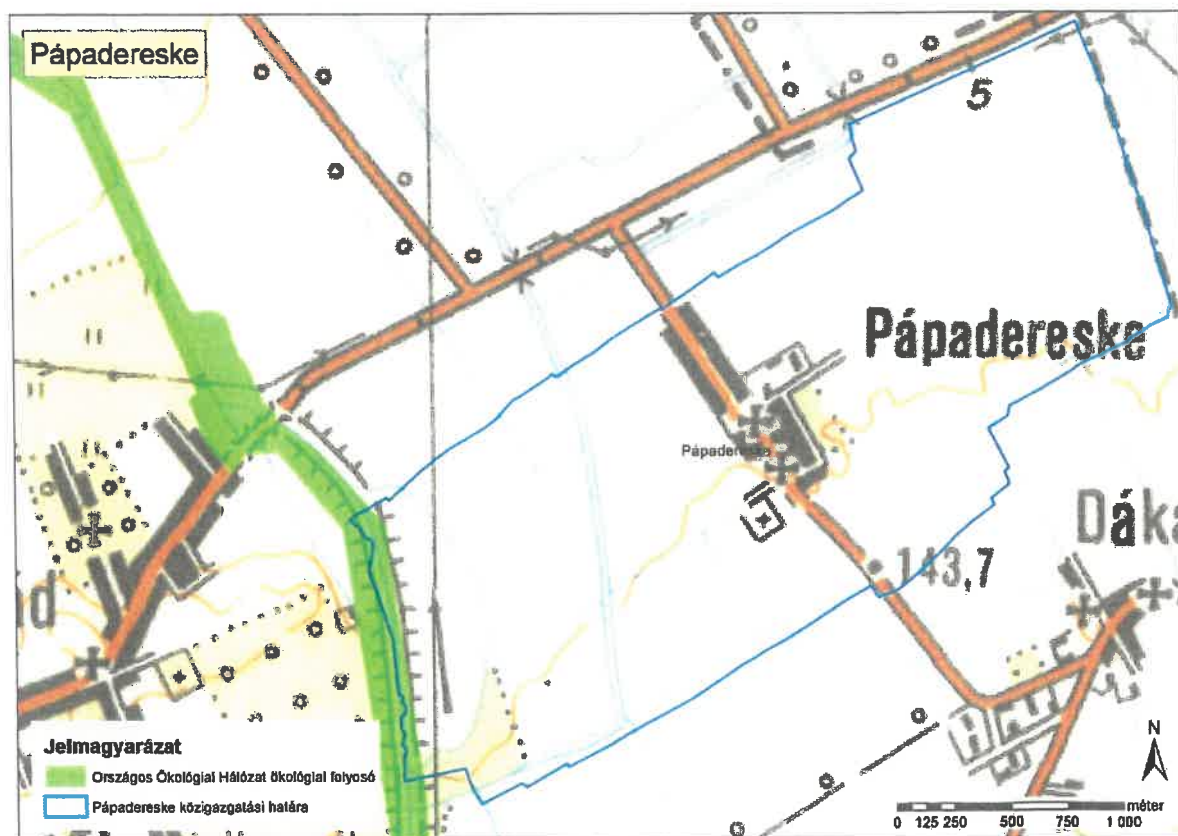 Pápadereske
5
Pápadereske
Pápadereske
Dáka
143,7
d
Jelmagyarázat
Országos Ökológiai Hálózat ökológiai folyosó
Pápadereske közigazgatási határa
N
méter
0 125 250 500 750 1 000